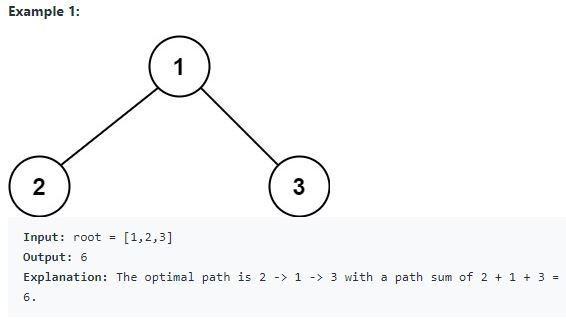 Example 1:
1
2
3
Input: root = [1,2,3]
Output: 6
Explanation: The optimal path is 2 -> 1 -> 3 with a path sum of 2 + 1 + 3 =
6.